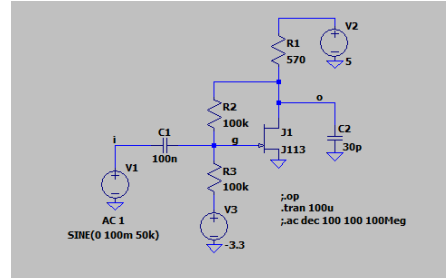 V2
R1
570
5
R2
100k
o
J1
i
C1
100n
g
J113
C2
30p
V1
R3
100k
V3
AC 1
SINE(0 100m 50k)
-3.3
;.op
.tran 100u
;.ac dec 100 100 100Meg